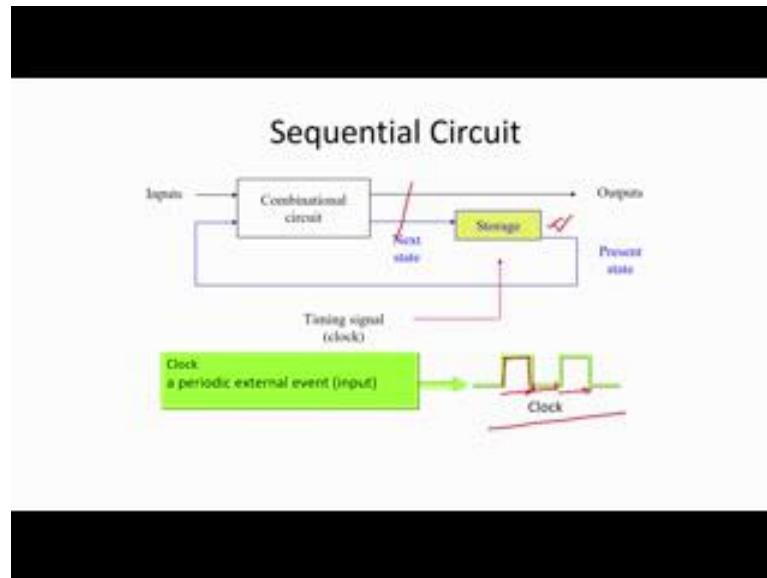 Sequential Circuit
Inputs
Combinational
circuit
Outputs
Next
state
Storage
Present
state
Timing signal
(clock)
Clock
a periodic external event (input)
Clock